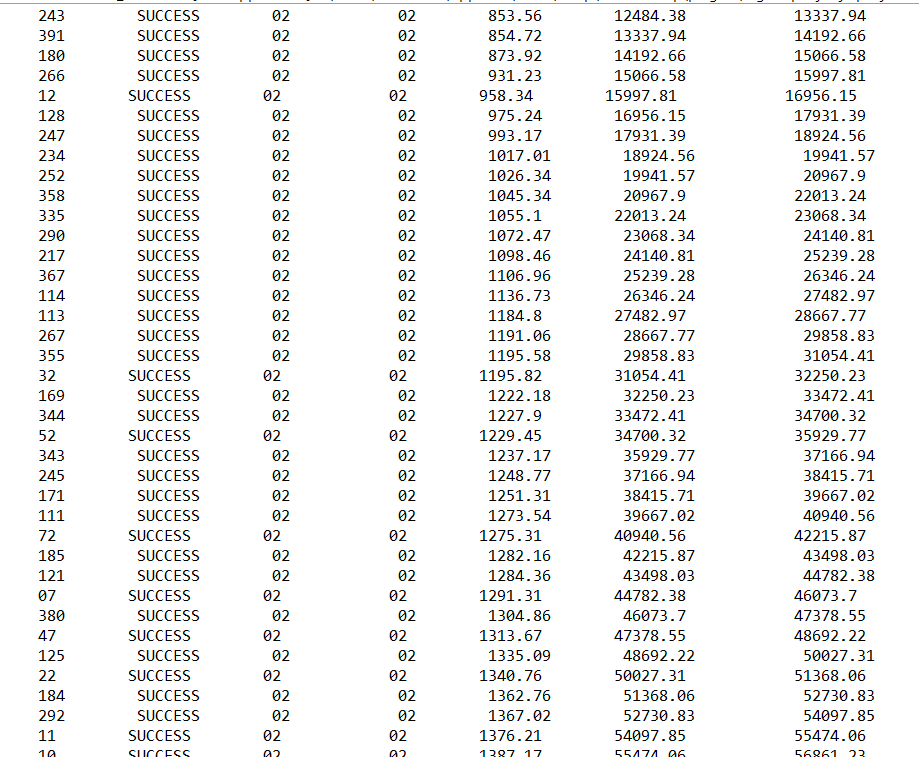 243 SUCCESS 02 02 853.56 12484.38 13337.94
391 SUCCESS 02 02 854.72 13337.94 14192.66
180 SUCCESS 02 02 873.92 14192.66 15066.58
266 SUCCESS 02 02 931.23 15066.58 15997.81
12 SUCCESS 02 02 958.34 15997.81 16956.15
128 SUCCESS 02 02 975.24 16956.15 17931.39
247 SUCCESS 02 02 993.17 17931.39 18924.56
234 SUCCESS 02 02 1017.01 18924.56 19941.57
252 SUCCESS 02 02 1026.34 19941.57 20967.9
358 SUCCESS 02 02 1045.34 20967.9 22013.24
335 SUCCESS 02 02 1055.1 22013.24 23068.34
290 SUCCESS 02 02 1072.47 23068.34 24140.81
217 SUCCESS 02 02 1098.46 24140.81 25239.28
367 SUCCESS 02 02 1106.96 25239.28 26346.24
114 SUCCESS 02 02 1136.73 26346.24 27482.97
113 SUCCESS 02 02 1184.8 27482.97 28667.77
267 SUCCESS 02 02 1191.06 28667.77 29858.83
355 SUCCESS 02 02 1195.58 29858.83 31054.41
32 SUCCESS 02 02 1195.82 31054.41 32250.23
169 SUCCESS 02 02 1222.18 32250.23 33472.41
344 SUCCESS 02 02 1227.9 33472.41 34700.32
52 SUCCESS 02 02 1229.45 34700.32 35929.77
343 SUCCESS 02 02 1237.17 35929.77 37166.94
245 SUCCESS 02 02 1248.77 37166.94 38415.71
171 SUCCESS 02 02 1251.31 38415.71 39667.02
111 SUCCESS 02 02 1273.54 39667.02 40940.56
72 SUCCESS 02 02 1275.31 40940.56 42215.87
185 SUCCESS 02 02 1282.16 42215.87 43498.03
121 SUCCESS 02 02 1284.36 43498.03 44782.38
07 SUCCESS 02 02 1291.31 44782.38 46073.7
380 SUCCESS 02 02 1304.86 46073.7 47378.55
47 SUCCESS 02 02 1313.67 47378.55 48692.22
125 SUCCESS 02 02 1335.09 48692.22 50027.31
22 SUCCESS 02 02 1340.76 50027.31 51368.06
184 SUCCESS 02 02 1362.76 51368.06 52730.83
292 SUCCESS 02 02 1367.02 52730.83 54097.85
11 SUCCESS 02 02 1376.21 54097.85 55474.06
10 SUCCESS 02 02 1387.17 55474.06 56861.23